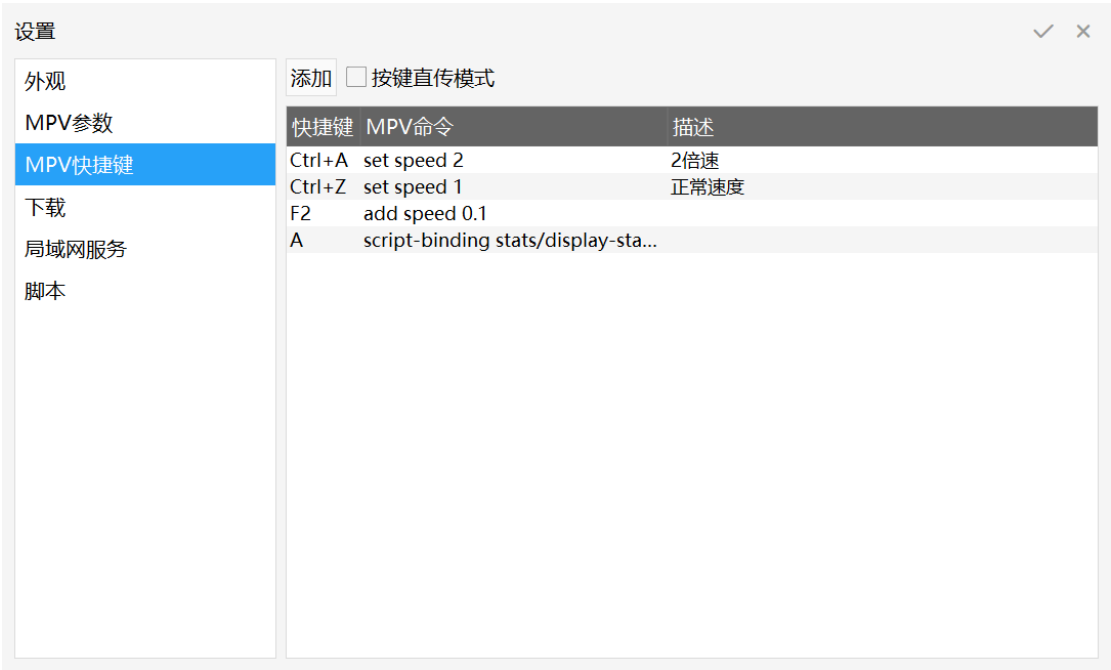 设置
外观
MPV参数
MPV快捷键
下载
局域网服务
脚本
添加 按键直传模式
快捷键 MPV命令 描述
Ctrl+A set speed 2 2倍速
Ctrl+Z set speed 1 正常速度
F2 add speed 0.1
A script-binding stats/display-sta...